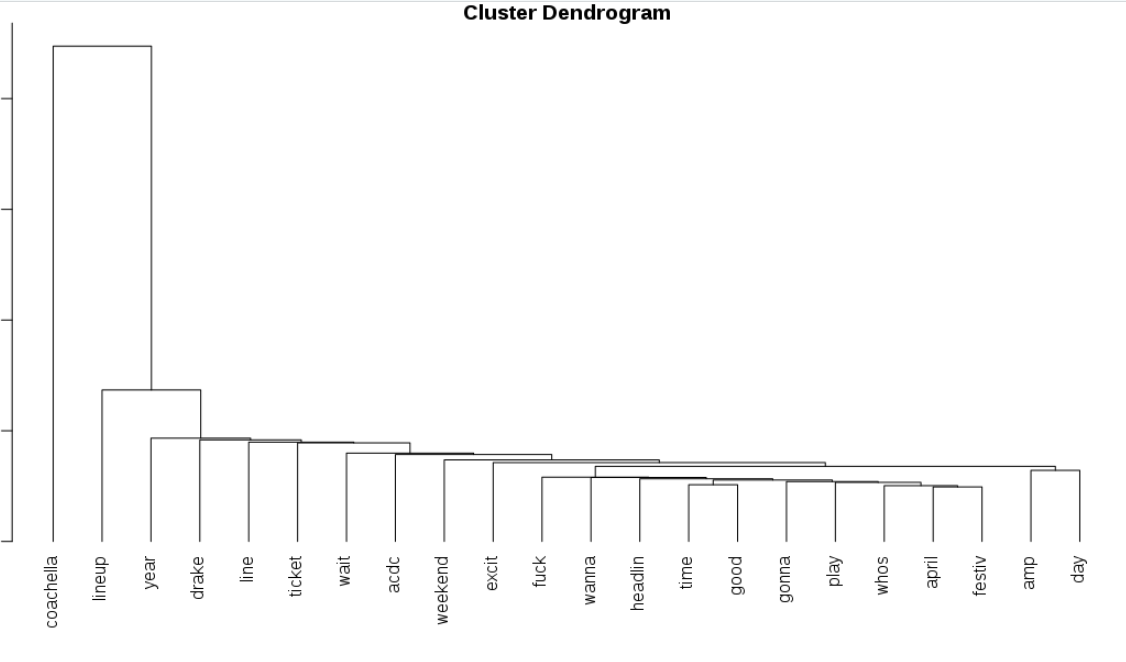 Cluster Dendrogram
coachella
lineup
year
drake
line
ticket
wait
acdc
weekend
excit
fuck
wanna
headlin
time
good
gonna
play
whos
april
festiv
amp
day